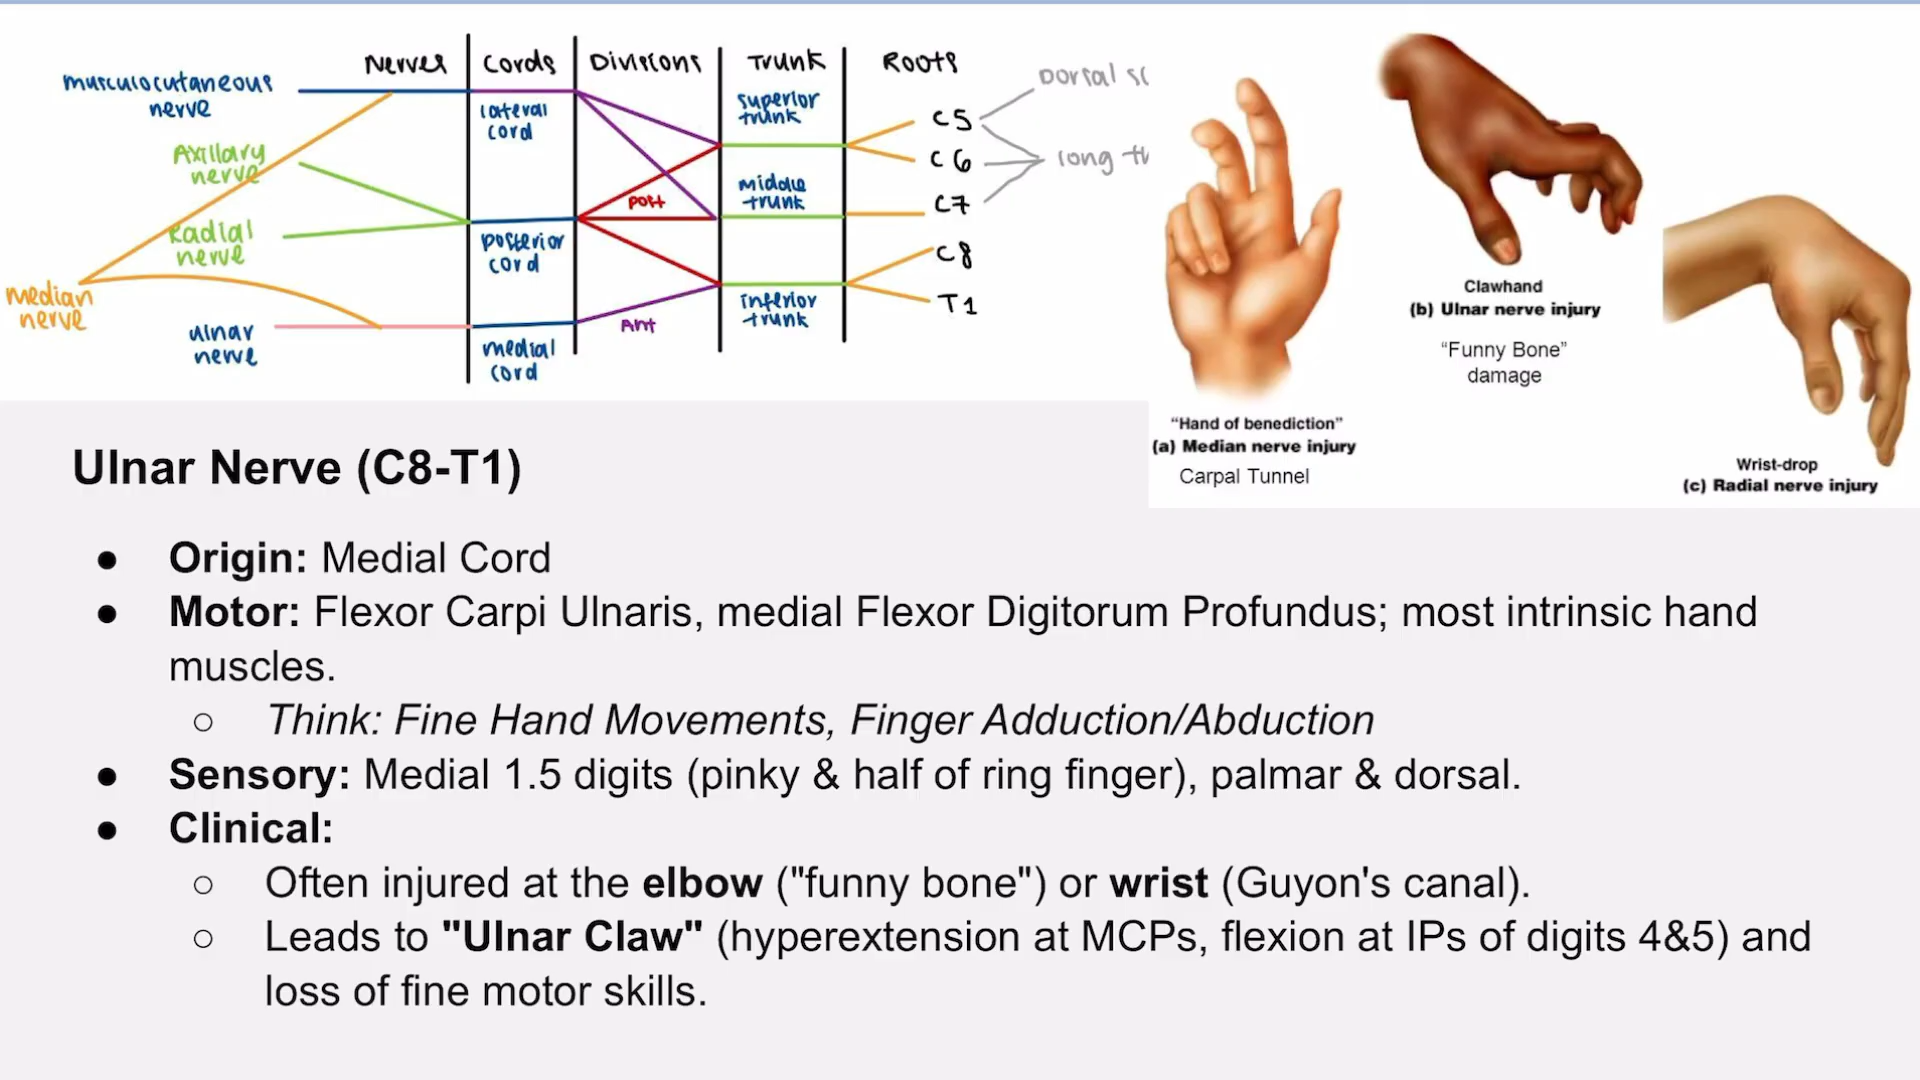 Nerves
Cords
Divisions
Trunk
Roots
musculocutaneous
nerve
Axillary
nerve
Radial
nerve
median
nerve
ulnar
nerve
lateral
cord
posterior
cord
medial
cord
post
Ant
superior
trunk
middle
trunk
inferior
trunk
C5
C6
C7
C8
T1
Dorsal sc
long th
"Hand of benediction"
(a) Median nerve injury
Carpal Tunnel
Clawhand
(b) Ulnar nerve injury
“Funny Bone”
damage
Wrist-drop
(c) Radial nerve injury
Ulnar Nerve (C8-T1)
● Origin: Medial Cord
● Motor: Flexor Carpi Ulnaris, medial Flexor Digitorum Profundus; most intrinsic hand
muscles.
○ Think: Fine Hand Movements, Finger Adduction/Abduction
● Sensory: Medial 1.5 digits (pinky & half of ring finger), palmar & dorsal.
● Clinical:
○ Often injured at the elbow ("funny bone") or wrist (Guyon's canal).
○ Leads to "Ulnar Claw" (hyperextension at MCPs, flexion at IPs of digits 4&5) and
loss of fine motor skills.